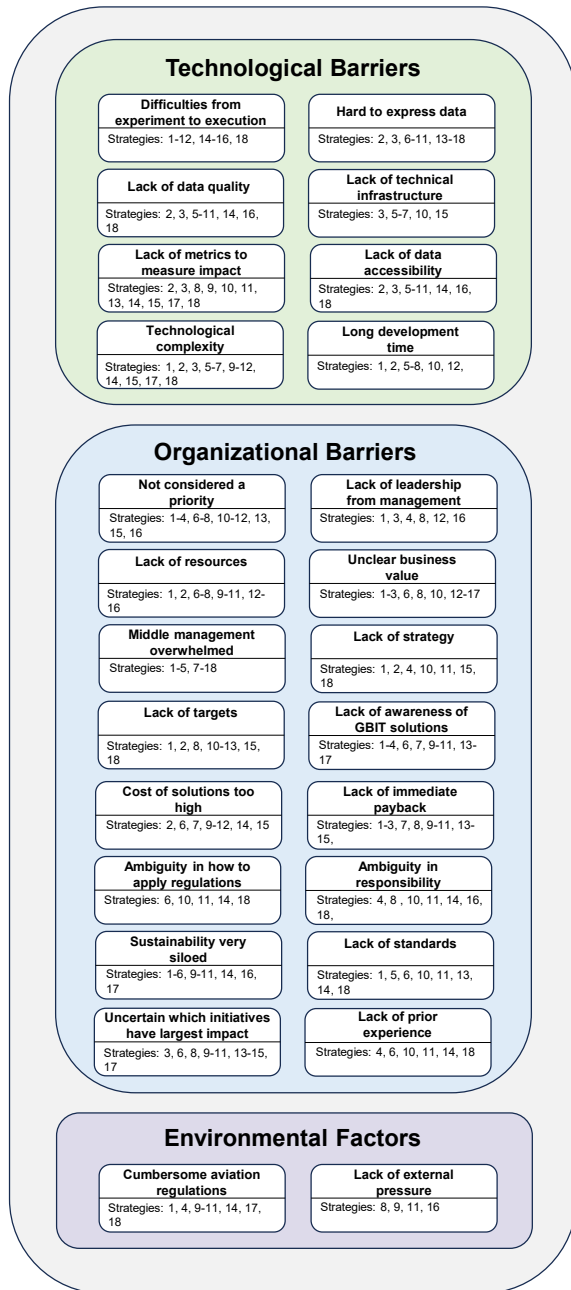 Technological Barriers
Difficulties from
experiment to execution
Strategies: 1-12, 14-16, 18
Hard to express data
Strategies: 2, 3, 6-11, 13-18
Lack of data quality
Strategies: 2, 3, 5-11, 14, 16,
18
Lack of technical
infrastructure
Strategies: 3, 5-7, 10, 15
Lack of metrics to
measure impact
Strategies: 2, 3, 8, 9, 10, 11,
13, 14, 15, 17, 18
Lack of data
accessibility
Strategies: 2, 3, 5-11, 14, 16,
18
Technological
complexity
Strategies: 1, 2, 3, 5-7, 9-12,
14, 15, 17, 18
Long development
time
Strategies: 1, 2, 5-8, 10, 12,
Organizational Barriers
Not considered a
priority
Strategies: 1-4, 6-8, 10-12, 13,
15, 16
Lack of leadership
from management
Strategies: 1, 3, 4, 8, 12, 16
Lack of resources
Strategies: 1, 2, 6-8, 9-11, 12-
16
Unclear business
value
Strategies: 1-3, 6, 8, 10, 12-17
Middle management
overwhelmed
Strategies: 1-5, 7-18
Lack of strategy
Strategies: 1, 2, 4, 10, 11, 15,
18
Lack of targets
Strategies: 1, 2, 8, 10-13, 15,
18
Lack of awareness of
GBIT solutions
Strategies: 1-4, 6, 7, 9-11, 13-
17
Cost of solutions too
high
Strategies: 2, 6, 7, 9-12, 14, 15
Lack of immediate
payback
Strategies: 1-3, 7, 8, 9-11, 13-
15,
Ambiguity in how to
apply regulations
Strategies: 6, 10, 11, 14, 18
Ambiguity in
responsibility
Strategies: 4, 8 , 10, 11, 14, 16,
18,
Sustainability very
siloed
Strategies: 1-6, 9-11, 14, 16,
17
Lack of standards
Strategies: 1, 5, 6, 10, 11, 13,
14, 18
Uncertain which initiatives
have largest impact
Strategies: 3, 6, 8, 9-11, 13-15,
17
Lack of prior
experience
Strategies: 4, 6, 10, 11, 14, 18
Environmental Factors
Cumbersome aviation
regulations
Strategies: 1, 4, 9-11, 14, 17,
18
Lack of external
pressure
Strategies: 8, 9, 11, 16